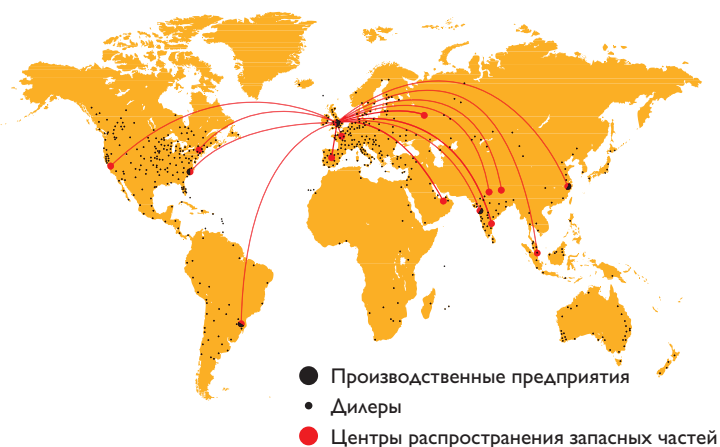 Производственные предприятия
Дилеры
Центры распространения запасных частей